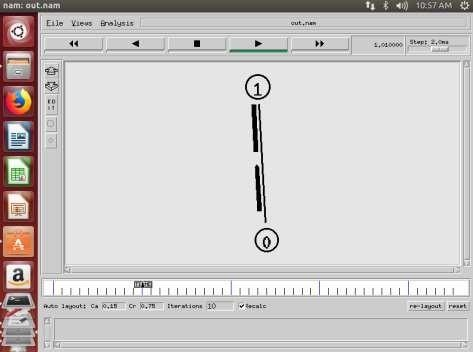 nam: out.nam
10:57 AM
File Views Analysis
out.nam
1.010000
Step: 2.0ms
1
0
Auto layout: Ca 0.15 Cr 0.75 Iterations 10 Recalc re-layout reset